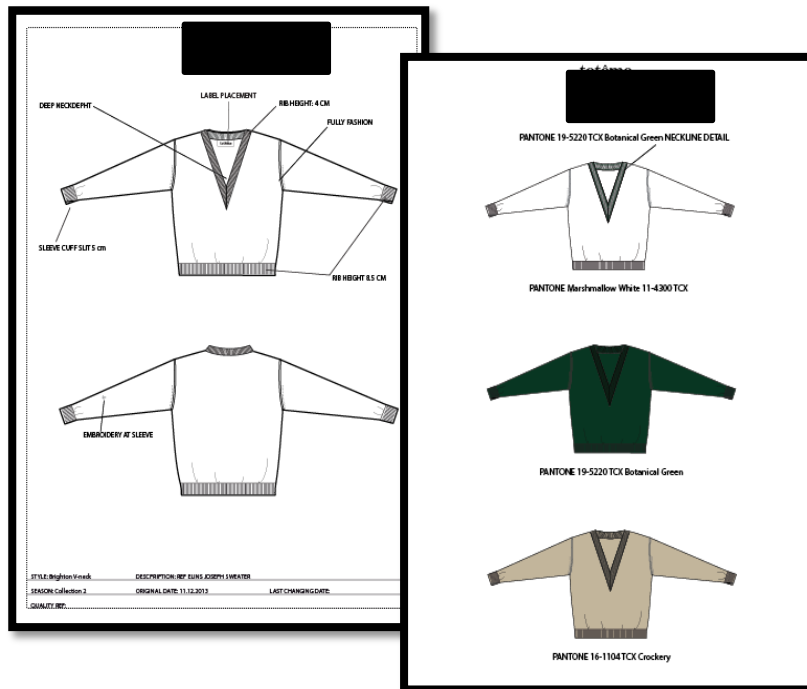 LABEL PLACEMENT
DEEP NECKDEPHT
RIB HEIGHT: 4 CM
FULLY FASHION
SLEEVE CUFF SLIT 5 cm
RIB HEIGHT 8.5 CM
EMBROIDERY AT SLEEVE
STYLE: Brighton V-neck DESCPRIPTION: REF ELINS JOSEPH SWEATER
SEASON: Collection 2 ORIGINAL DATE: 11.12.2013 LAST CHANGING DATE:
QUALITY REF:
PANTONE 19-5220 TCX Botanical Green NECKLINE DETAIL
PANTONE Marshmallow White 11-4300 TCX
PANTONE 19-5220 TCX Botanical Green
PANTONE 16-1104 TCX Crockery